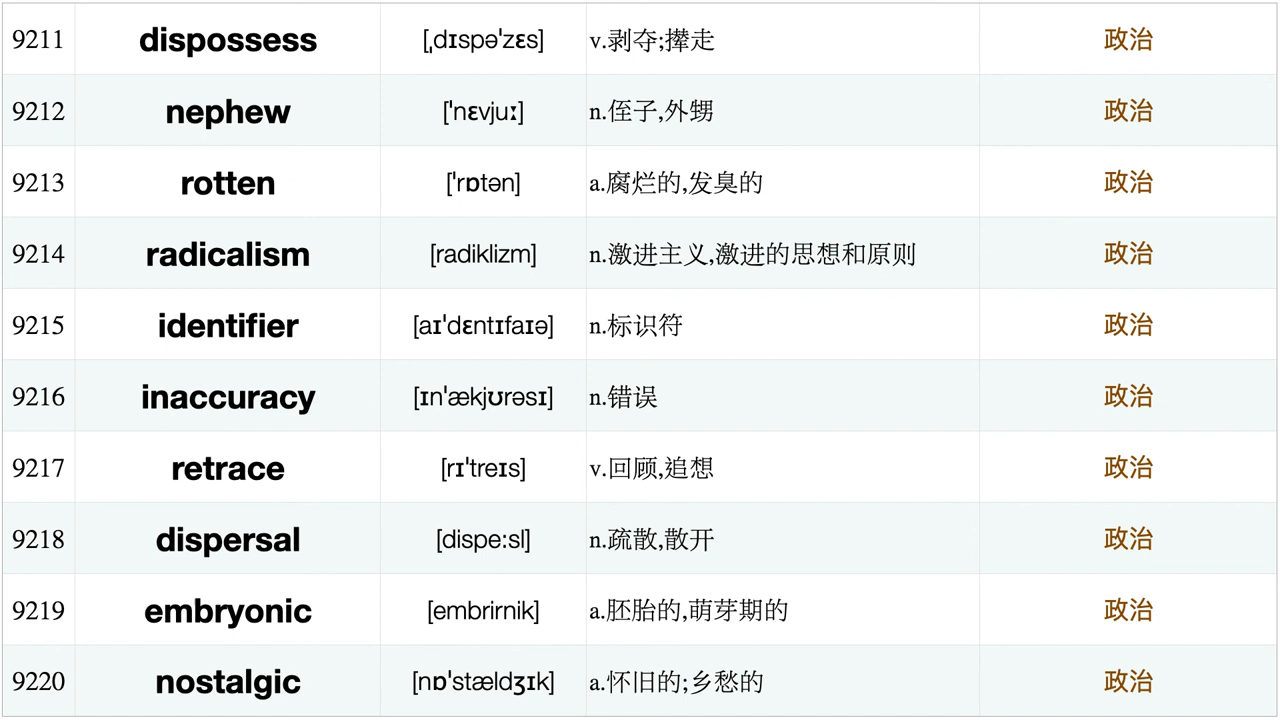 9211 dispossess [ˌdɪspəˈzɛs] v.剥夺;撵走 政治
9212 nephew [ˈnɛvjuː] n.侄子,外甥 政治
9213 rotten [ˈrɒtən] a.腐烂的,发臭的 政治
9214 radicalism [radiklizm] n.激进主义,激进的思想和原则 政治
9215 identifier [aɪˈdɛntɪfaɪə] n.标识符 政治
9216 inaccuracy [ɪnˈækjʊrəsɪ] n.错误 政治
9217 retrace [rɪˈtreɪs] v.回顾,追想 政治
9218 dispersal [dispe:sl] n.疏散,散开 政治
9219 embryonic [embrirnik] a.胚胎的,萌芽期的 政治
9220 nostalgic [nɒˈstældʒɪk] a.怀旧的;乡愁的 政治